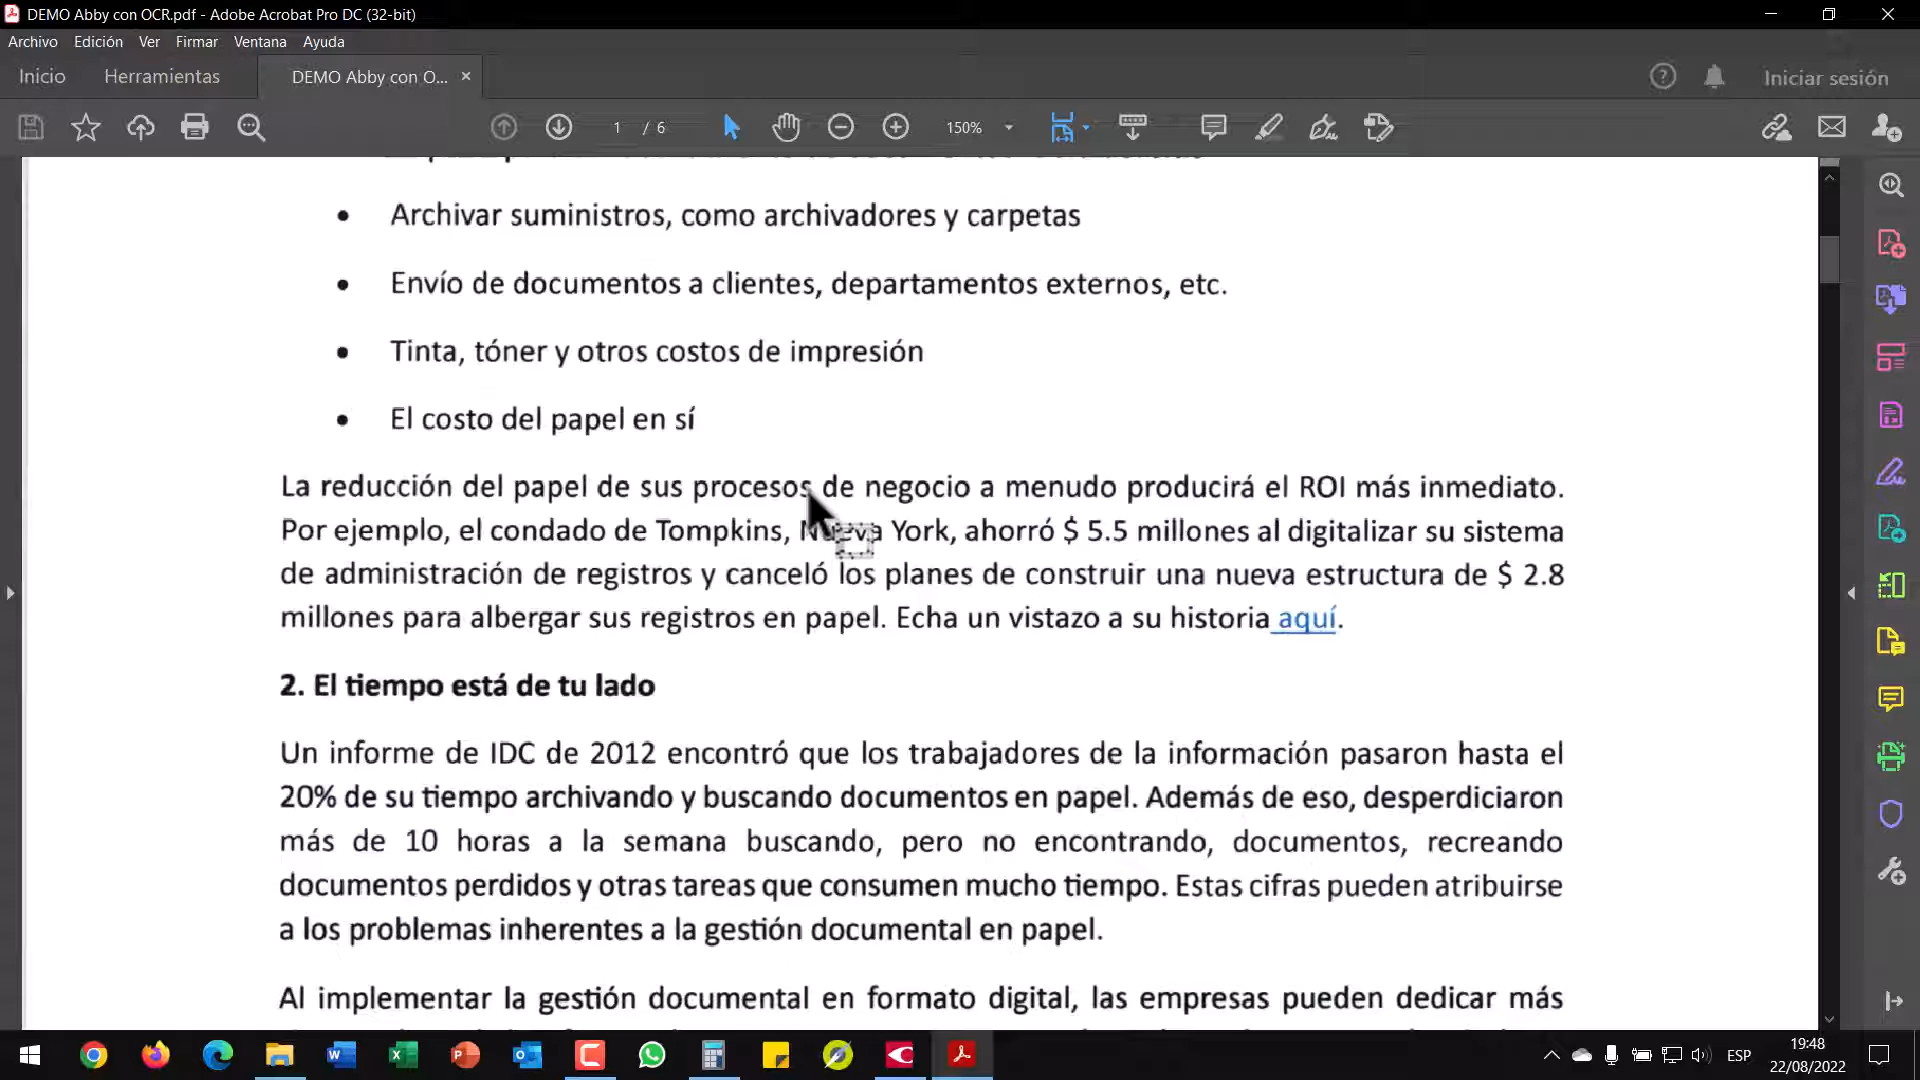 DEMO Abby con OCR.pdf - Adobe Acrobat Pro DC (32-bit)
Archivo Edición Ver Firmar Ventana Ayuda
Inicio Herramientas DEMO Abby con O... × Iniciar sesión
1 / 6 150%
• Archivar suministros, como archivadores y carpetas
• Envío de documentos a clientes, departamentos externos, etc.
• Tinta, tóner y otros costos de impresión
• El costo del papel en sí
La reducción del papel de sus procesos de negocio a menudo producirá el ROI más inmediato.
Por ejemplo, el condado de Tompkins, Nueva York, ahorró $ 5.5 millones al digitalizar su sistema
de administración de registros y canceló los planes de construir una nueva estructura de $ 2.8
millones para albergar sus registros en papel. Echa un vistazo a su historia aquí.
2. El tiempo está de tu lado
Un informe de IDC de 2012 encontró que los trabajadores de la información pasaron hasta el
20% de su tiempo archivando y buscando documentos en papel. Además de eso, desperdiciaron
más de 10 horas a la semana buscando, pero no encontrando, documentos, recreando
documentos perdidos y otras tareas que consumen mucho tiempo. Estas cifras pueden atribuirse
a los problemas inherentes a la gestión documental en papel.
Al implementar la gestión documental en formato digital, las empresas pueden dedicar más
ESP
19:48
22/08/2022